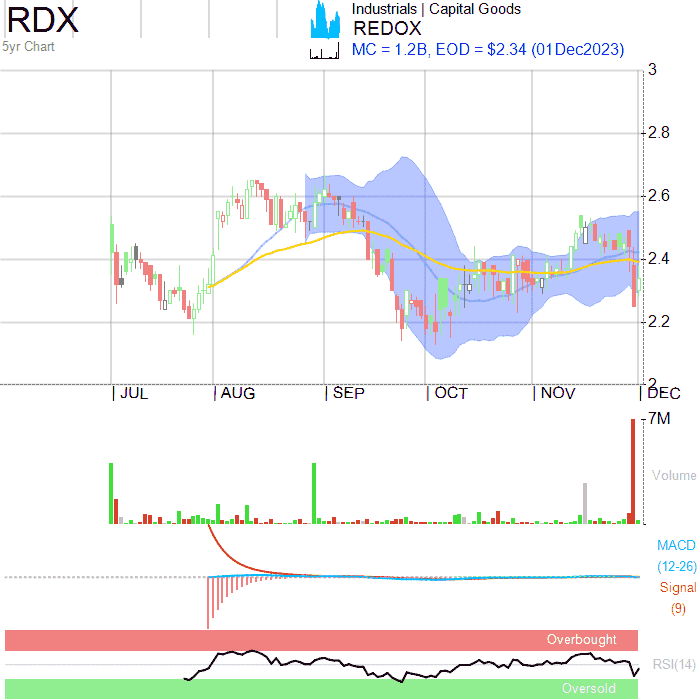 RDX
5yr Chart
Industrials | Capital Goods
REDOX
MC = 1.2B, EOD = $2.34 (01Dec2023)
3
2.8
2.6
2.4
2.2
2
JUL AUG SEP OCT NOV DEC
7M
Volume
MACD
(12-26)
Signal
(9)
Overbought
RSI(14)
Oversold